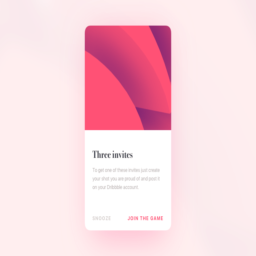 Three invites
To get one of these invites just create
your shot you are proud of and post it
on your Dribbble account.
JOIN THE GAME